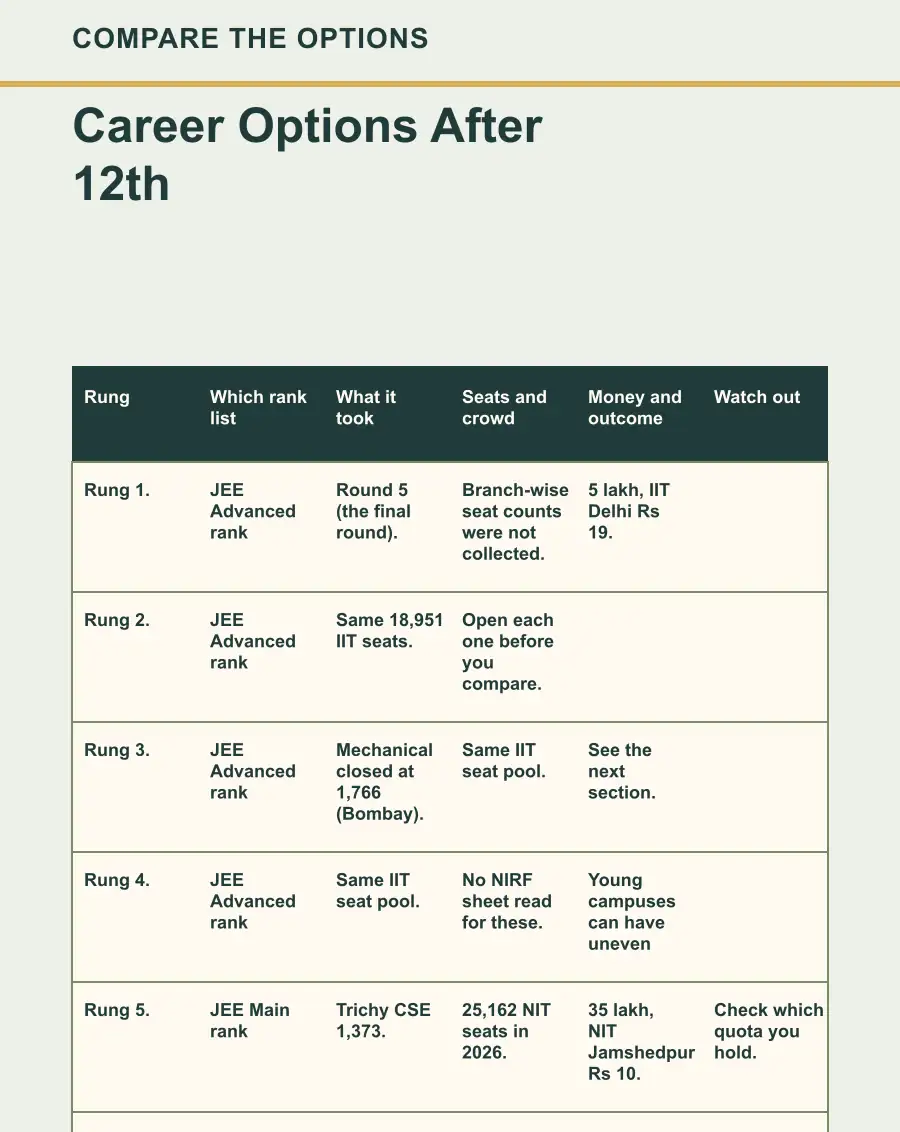 COMPARE THE OPTIONS
Career Options After
12th
Rung
Which rank
list
What it
took
Seats and
crowd
Money and
outcome
Watch out
Rung 1.
JEE
Advanced
rank
Round 5
(the final
round).
Branch-wise
seat counts
were not
collected.
5 lakh, IIT
Delhi Rs
19.
Rung 2.
JEE
Advanced
rank
Same 18,951
IIT seats.
Open each
one before
you
compare.
Rung 3.
JEE
Advanced
rank
Mechanical
closed at
1,766
(Bombay).
Same IIT
seat pool.
See the
next
section.
Rung 4.
JEE
Advanced
rank
Same IIT
seat pool.
No NIRF
sheet read
for these.
Young
campuses
can have
uneven
Rung 5.
JEE Main
rank
Trichy CSE
1,373.
25,162 NIT
seats in
2026.
35 lakh,
NIT
Jamshedpur
Rs 10.
Check which
quota you
hold.